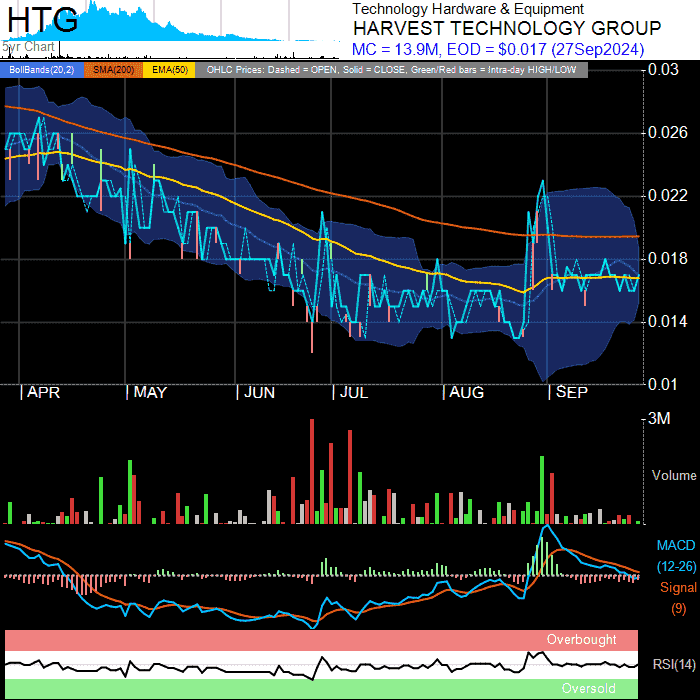 HTG
5yr Chart
Technology Hardware & Equipment
HARVEST TECHNOLOGY GROUP
MC = 13.9M, EOD = $0.017 (27Sep2024)
BollBands(20,2) SMA(200) EMA(50) OHLC Prices: Dashed = OPEN, Solid = CLOSE, Green/Red bars = Intra-day HIGH/LOW
0.03
0.026
0.022
0.018
0.014
0.01
APR MAY JUN JUL AUG SEP
3M
Volume
MACD
(12-26)
Signal
(9)
Overbought
RSI(14)
Oversold